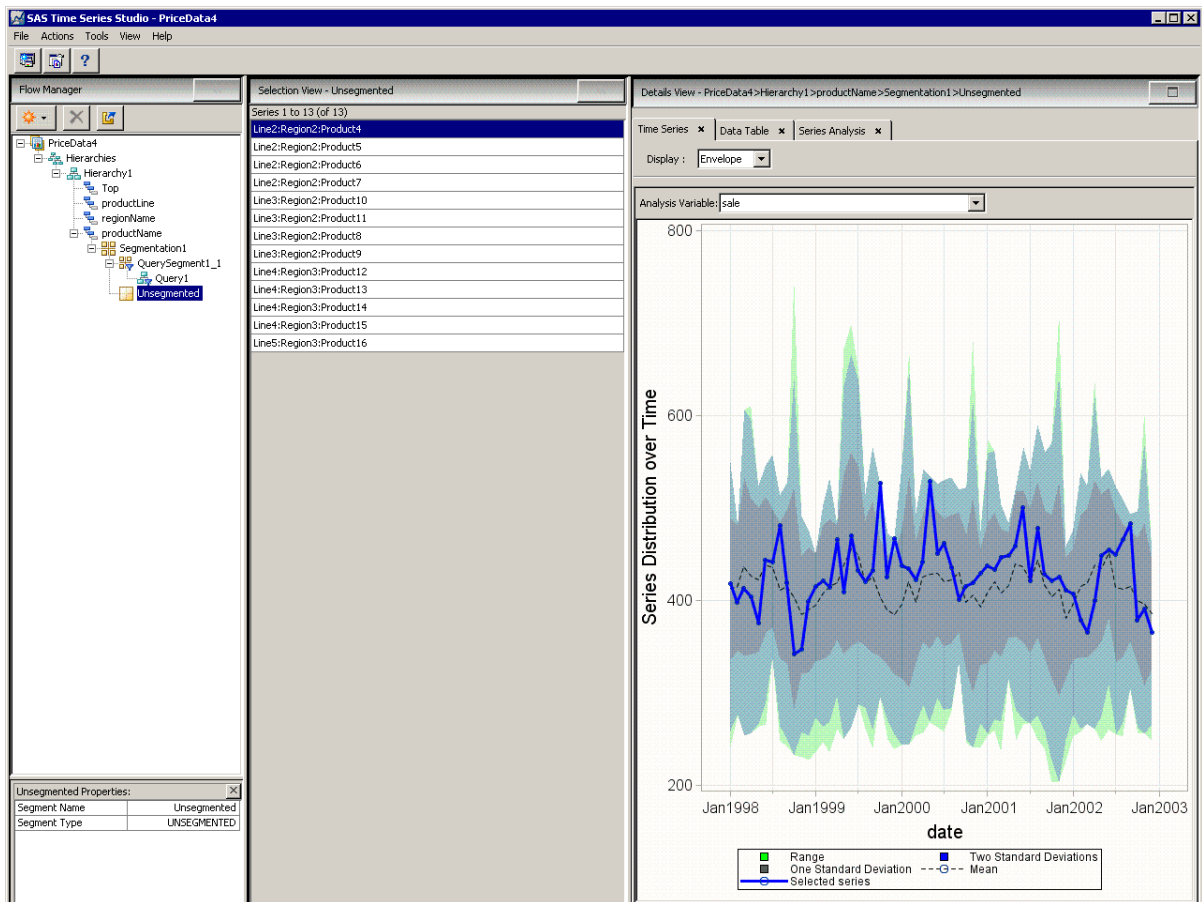 SAS Time Series Studio - PriceData4
File Actions Tools View Help
?
Flow Manager
PriceData4
Hierarchies
Hierarchy1
Top
productLine
regionName
productName
Segmentation1
QuerySegment1_1
Query1
Unsegmented
Unsegmented Properties:
Segment Name Unsegmented
Segment Type UNSEGMENTED
Selection View - Unsegmented
Series 1 to 13 (of 13)
Line2:Region2:Product4
Line2:Region2:Product5
Line2:Region2:Product6
Line2:Region2:Product7
Line3:Region2:Product10
Line3:Region2:Product11
Line3:Region2:Product8
Line3:Region2:Product9
Line4:Region3:Product12
Line4:Region3:Product13
Line4:Region3:Product14
Line4:Region3:Product15
Line5:Region3:Product16
Details View - PriceData4>Hierarchy1>productName>Segmentation1>Unsegmented
Time Series Data Table Series Analysis
Display : Envelope
Analysis Variable: sale
Series Distribution over Time
800
600
400
200
Jan1998 Jan1999 Jan2000 Jan2001 Jan2002 Jan2003
date
Range Two Standard Deviations
One Standard Deviation Mean
Selected series